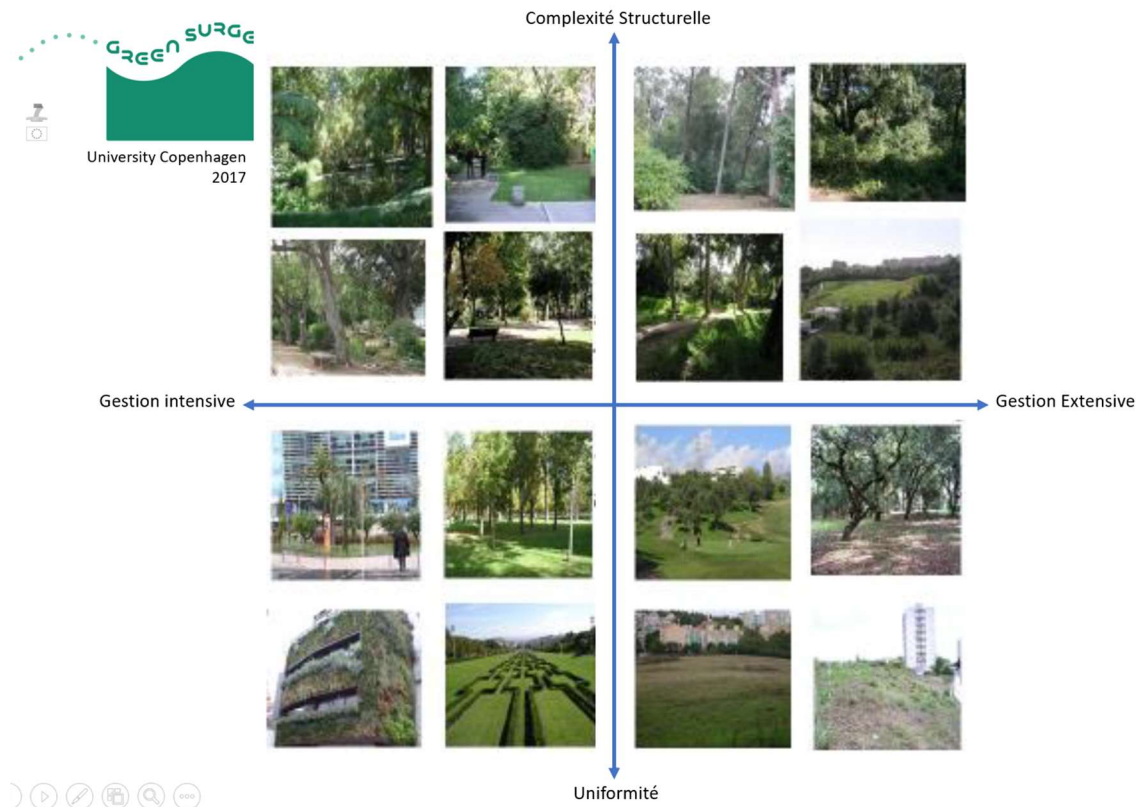 Complexité Structurelle
GREEN SURGE
University Copenhagen
2017
Gestion intensive
Gestion Extensive
Uniformité